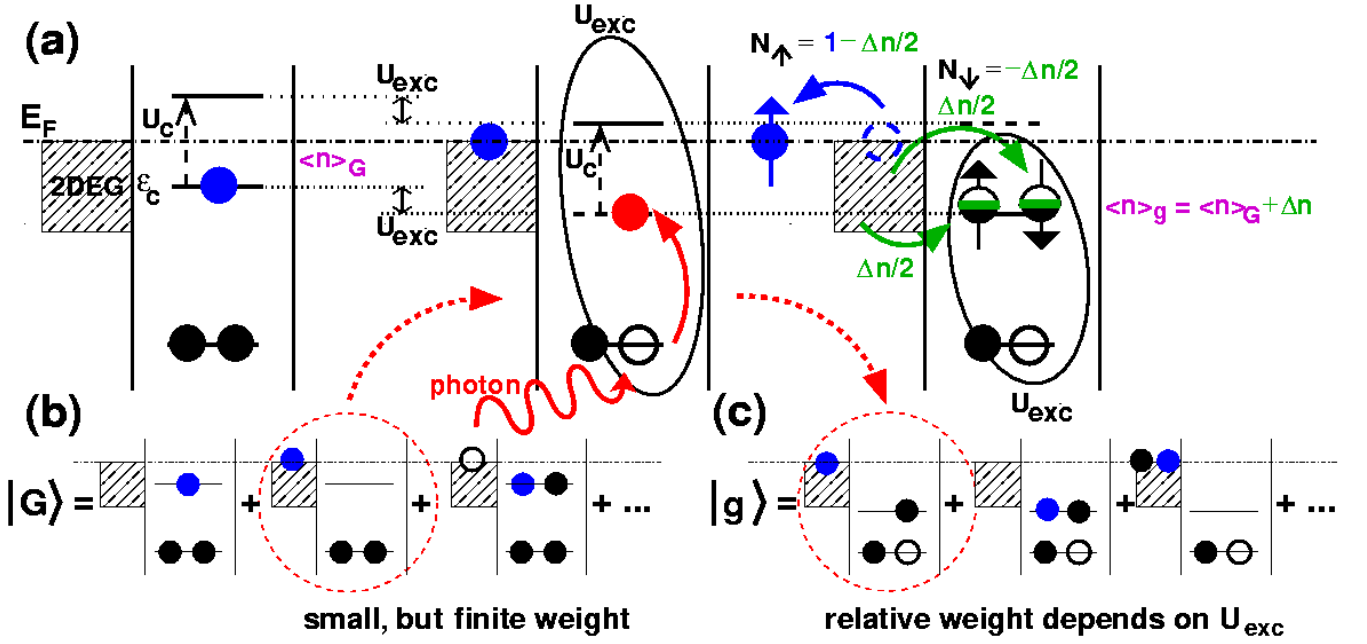 (a)
U_exc
N↑ = 1−Δn/2
N↓ = −Δn/2
U_exc
Δn/2
E_F
U_c
<n>_G
U_c
2DEG
ε_c
U_exc
<n>_g = <n>_G+Δn
Δn/2
photon
U_exc
(b)
(c)
|G⟩ = + + + ...
|g⟩ = + + + ...
small, but finite weight
relative weight depends on U_exc